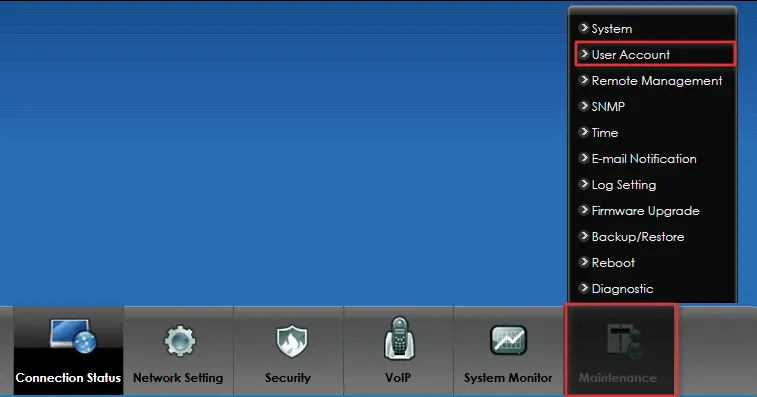 System
User Account
Remote Management
SNMP
Time
E-mail Notification
Log Setting
Firmware Upgrade
Backup/Restore
Reboot
Diagnostic
Connection Status
Network Setting
Security
VoIP
System Monitor
Maintenance